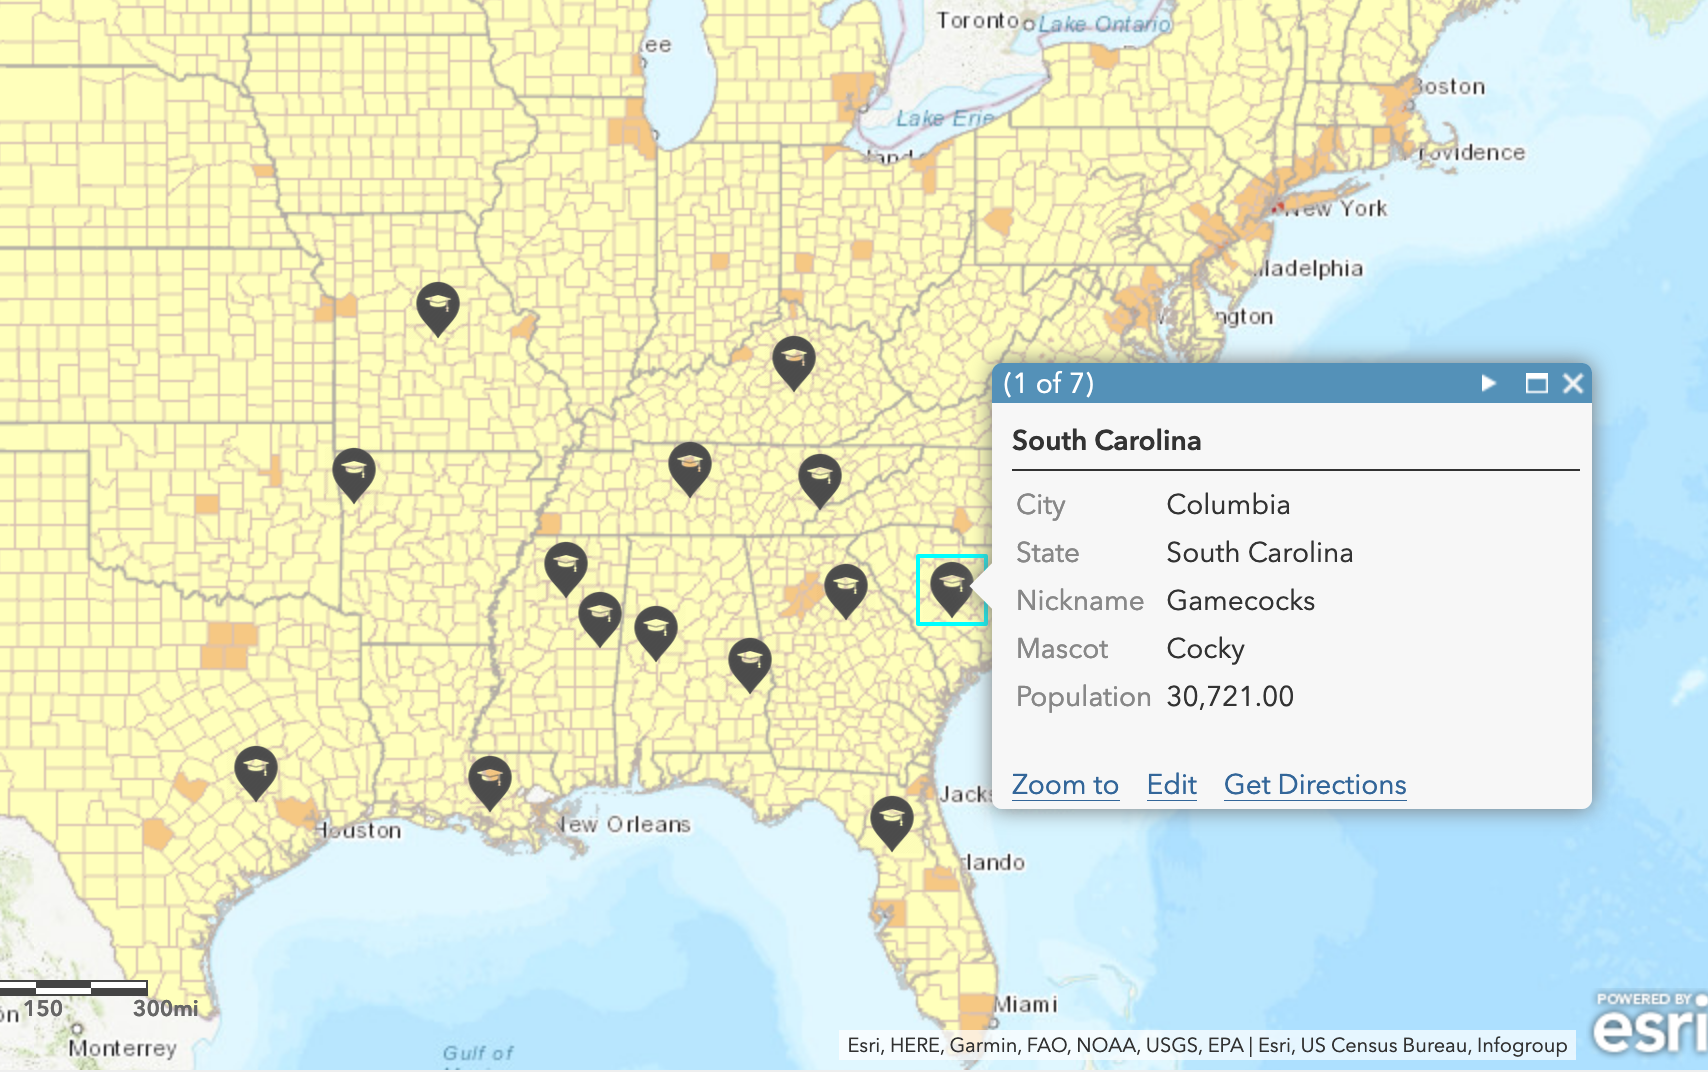 Toronto
Lake Ontario
ee
Boston
Lake Erie
land
Providence
New York
iladelphia
ngton
(1 of 7)
South Carolina
City Columbia
State South Carolina
Nickname Gamecocks
Mascot Cocky
Population 30,721.00
Zoom to Edit Get Directions
Jacks
Houston
New Orleans
rlando
150 300mi
Miami
Monterrey
Gulf of
POWERED BY
esri
Esri, HERE, Garmin, FAO, NOAA, USGS, EPA | Esri, US Census Bureau, Infogroup